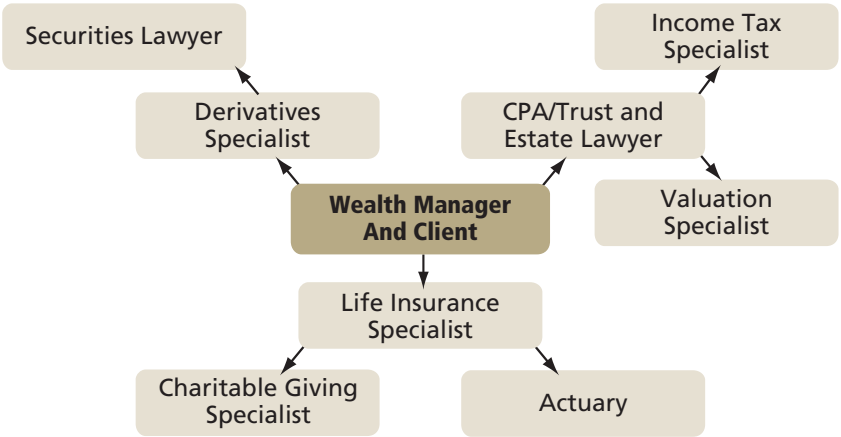 Securities Lawyer
Income Tax
Specialist
Derivatives
Specialist
CPA/Trust and
Estate Lawyer
Wealth Manager
And Client
Valuation
Specialist
Life Insurance
Specialist
Charitable Giving
Specialist
Actuary